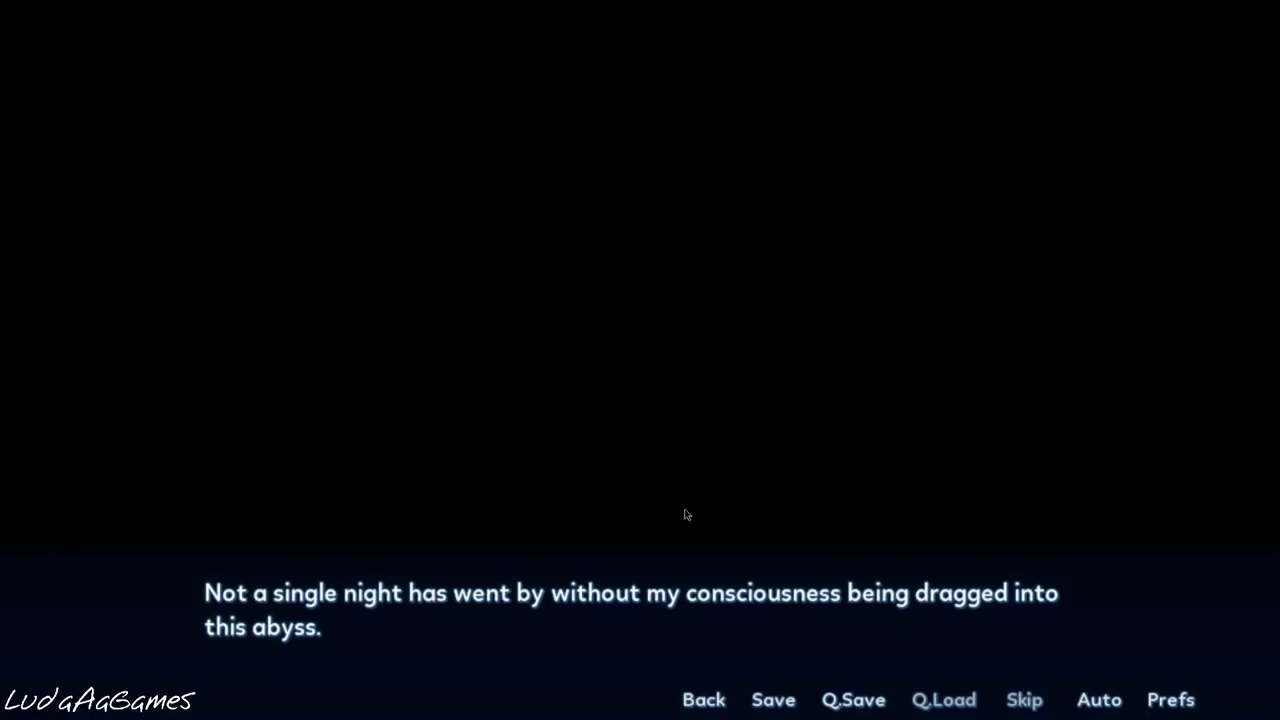 Not a single night has went by without my consciousness being dragged into
this abyss.
LudaAaGames
Back Save Q.Save Q.Load Skip Auto Prefs